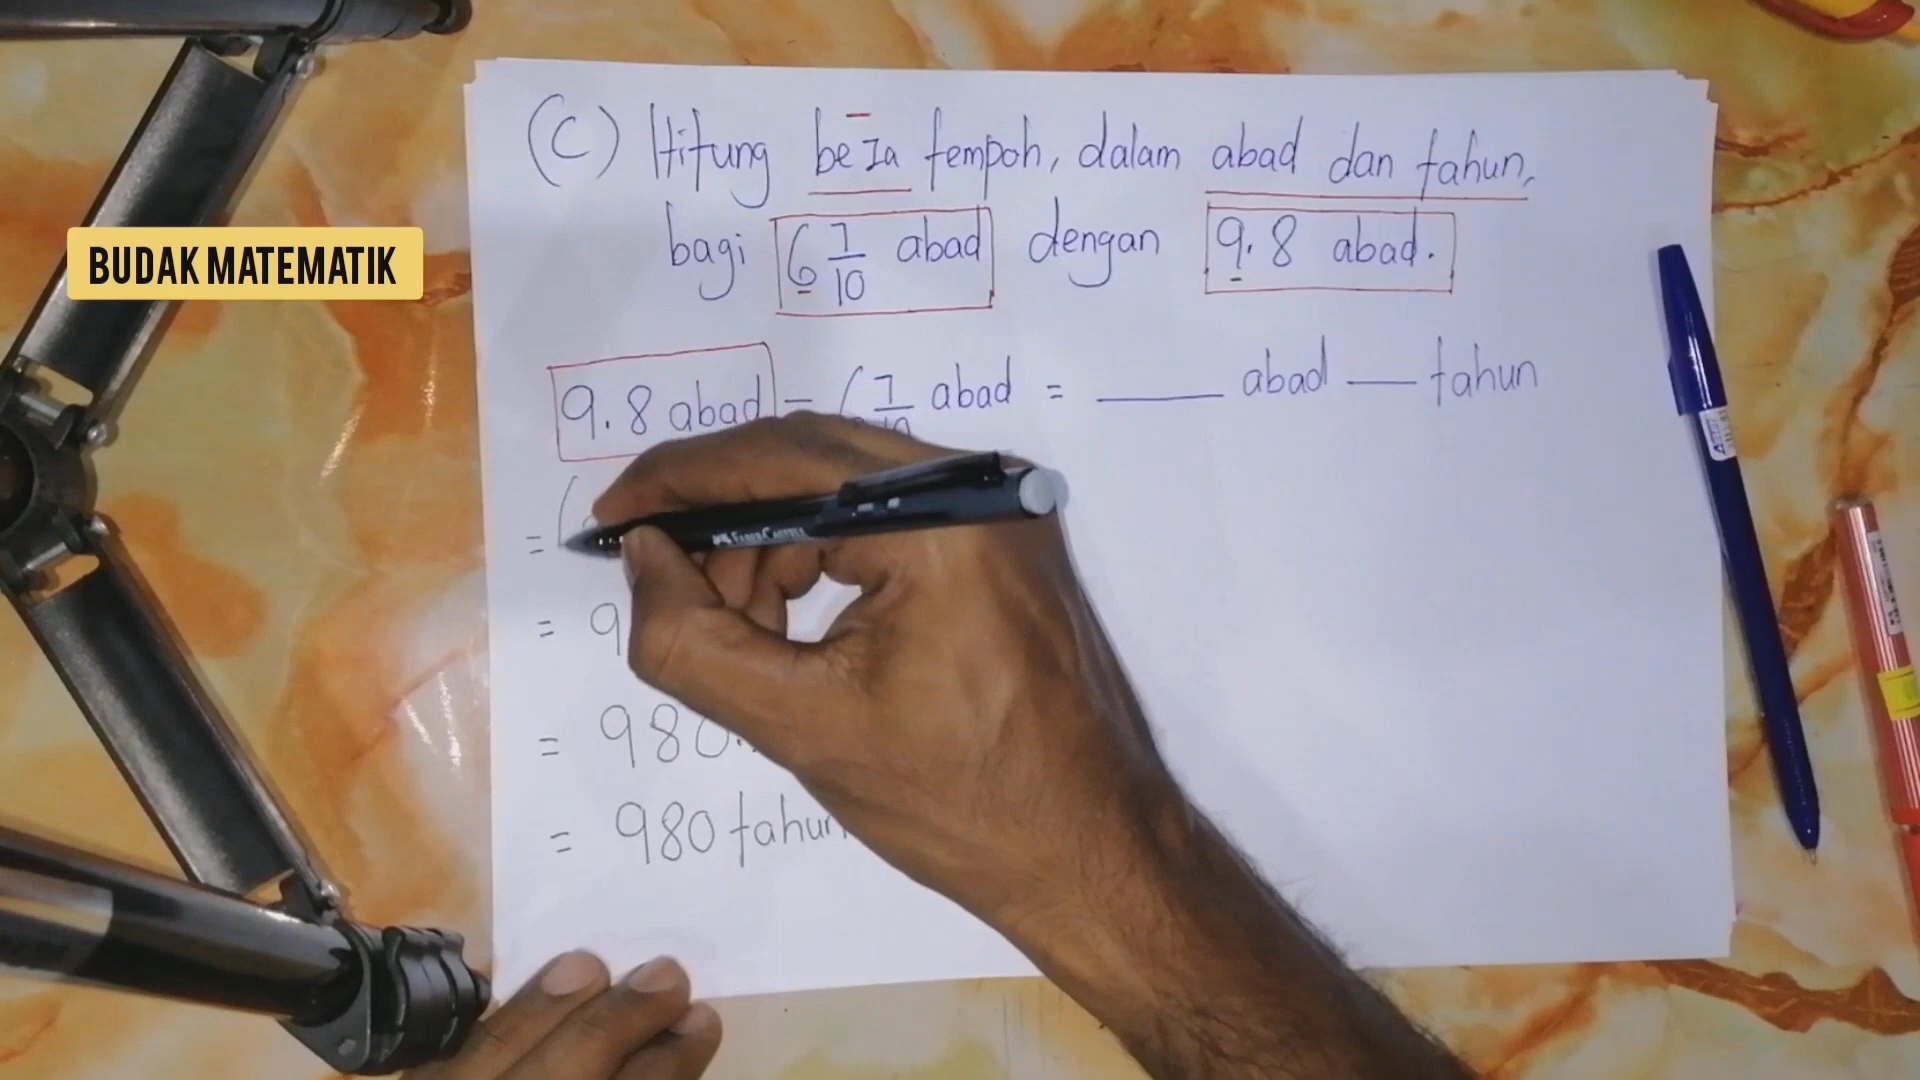 BUDAK MATEMATIK
(C) Hitung beza tempoh, dalam abad dan tahun,
bagi 6 7/10 abad dengan 9.8 abad.
9.8 abad - 6 7/10 abad = ____ abad ___ tahun
= (
= 9
= 980.
= 980 tahun
FABER-CASTELL